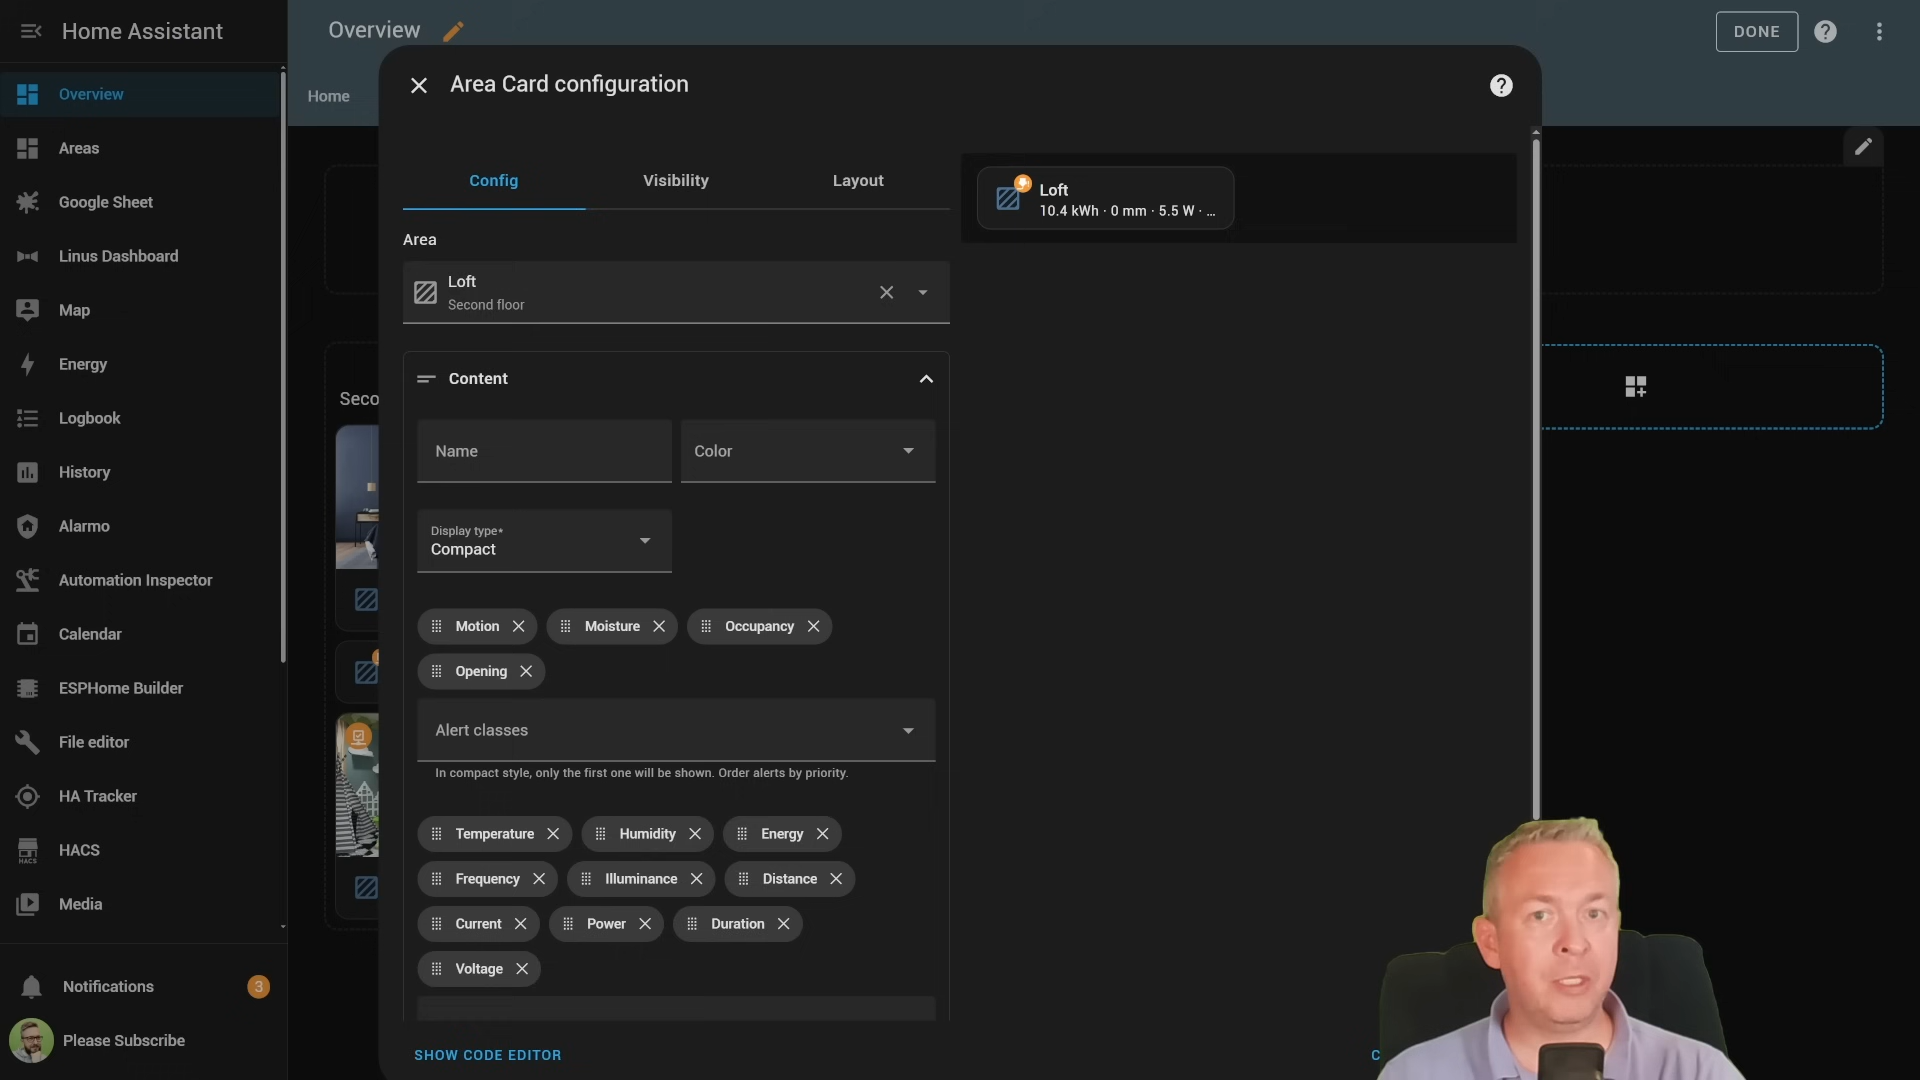 Home Assistant
Overview
Areas
Google Sheet
Linus Dashboard
Map
Energy
Logbook
History
Alarmo
Automation Inspector
Calendar
ESPHome Builder
File editor
HA Tracker
HACS
HACS
Media
Notifications
3
Please Subscribe
Overview
DONE
Home
Seco
Area Card configuration
Config
Visibility
Layout
Area
Loft
Second floor
Content
Name
Color
Display type*
Compact
Motion
Moisture
Occupancy
Opening
Alert classes
In compact style, only the first one will be shown. Order alerts by priority.
Temperature
Humidity
Energy
Frequency
Illuminance
Distance
Current
Power
Duration
Voltage
SHOW CODE EDITOR
C
Loft
10.4 kWh · 0 mm · 5.5 W · ...